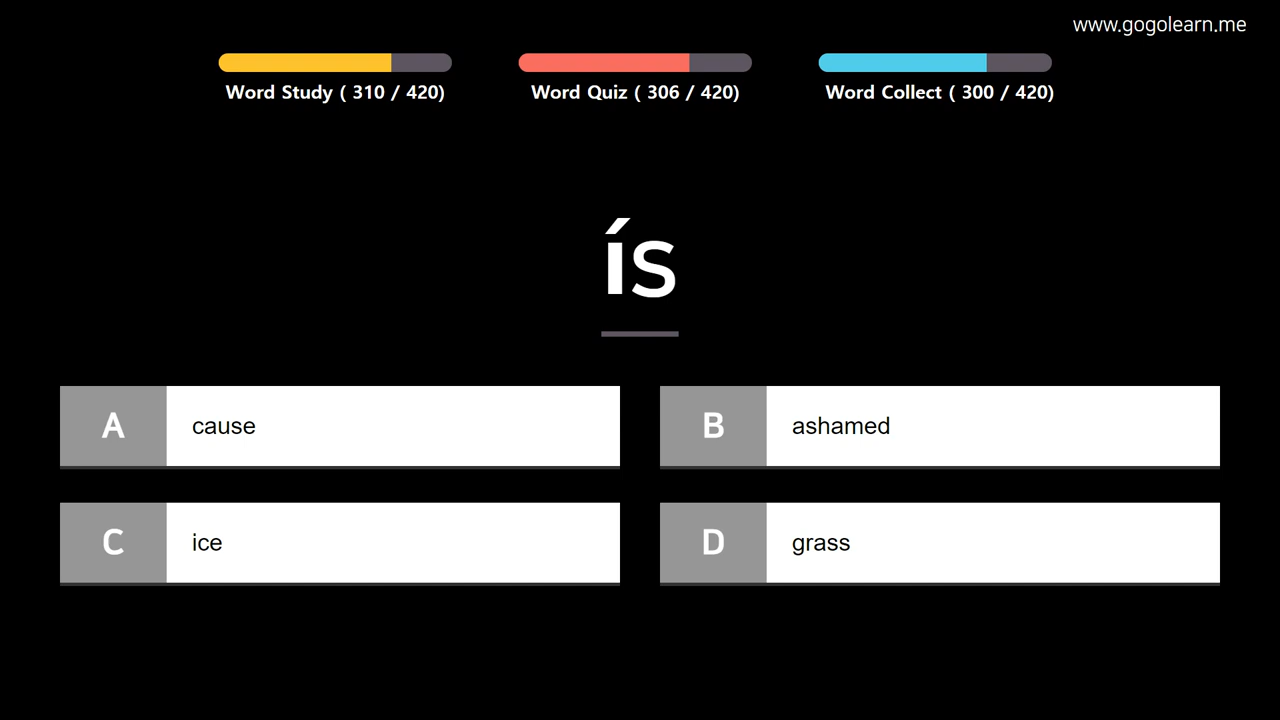 www.gogolearn.me
Word Study ( 310 / 420)
Word Quiz ( 306 / 420)
Word Collect ( 300 / 420)
ís
A cause
B ashamed
C ice
D grass